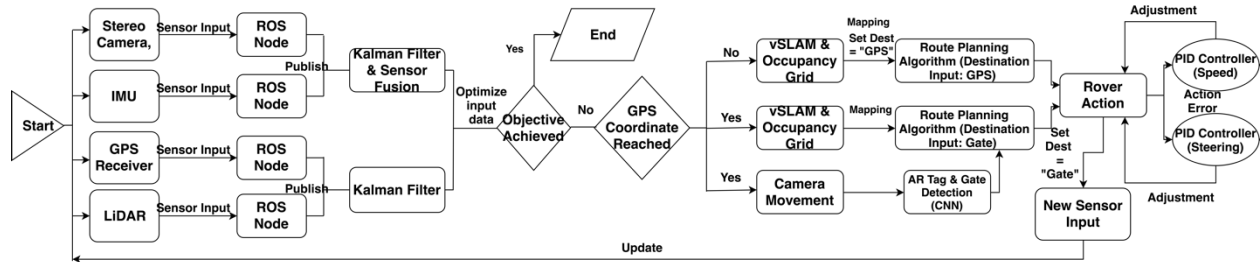 Start
Stereo
Camera,
Sensor Input
ROS
Node
IMU
Sensor Input
ROS
Node
GPS
Receiver
Sensor Input
ROS
Node
LiDAR
Sensor Input
ROS
Node
Publish
Publish
Kalman Filter
& Sensor
Fusion
Kalman Filter
Optimize
input
data
Objective
Achieved
Yes
End
No
GPS
Coordinate
Reached
No
vSLAM &
Occupancy
Grid
Mapping
Set Dest
= "GPS"
Route Planning
Algorithm (Destination
Input: GPS)
Yes
vSLAM &
Occupancy
Grid
Mapping
Route Planning
Algorithm (Destination
Input: Gate)
Yes
Camera
Movement
AR Tag & Gate
Detection
(CNN)
Set
Dest
=
"Gate"
Rover
Action
Adjustment
PID Controller
(Speed)
Action
Error
PID Controller
(Steering)
Adjustment
New Sensor
Input
Update